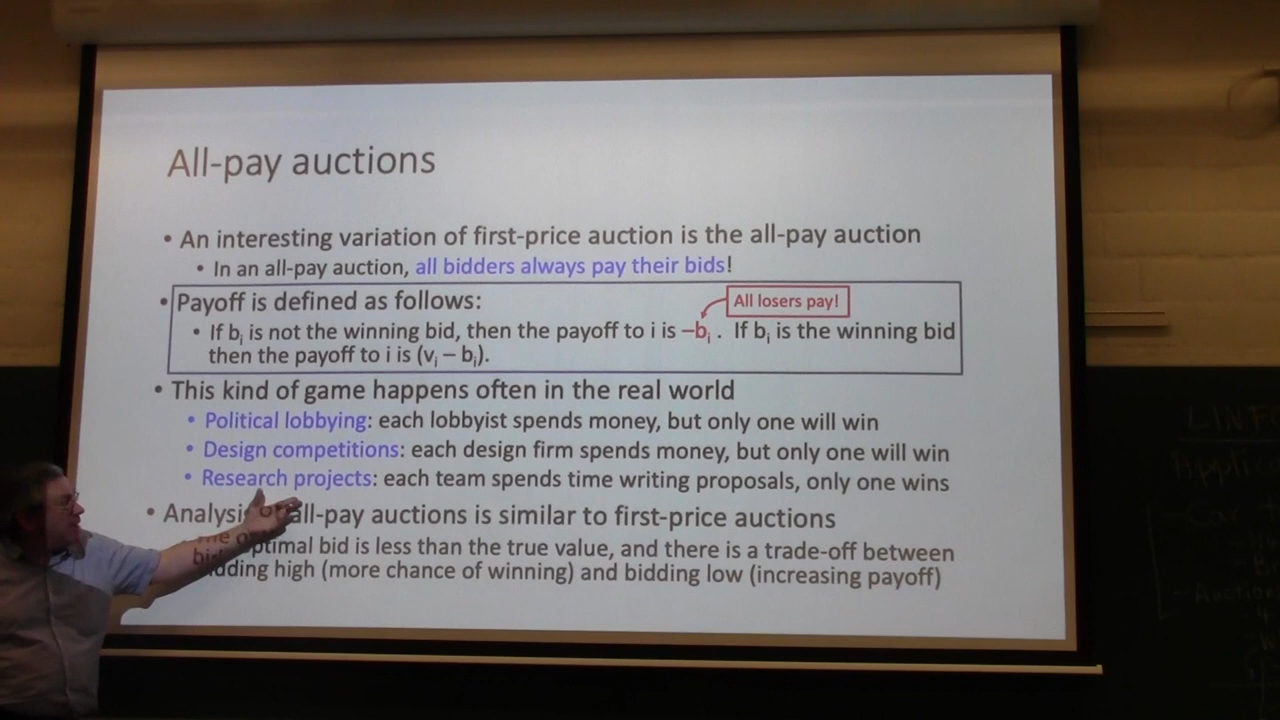 All-pay auctions
• An interesting variation of first-price auction is the all-pay auction
• In an all-pay auction, all bidders always pay their bids!
• Payoff is defined as follows:
All losers pay!
• If bᵢ is not the winning bid, then the payoff to i is –bᵢ . If bᵢ is the winning bid
then the payoff to i is (vᵢ – bᵢ).
• This kind of game happens often in the real world
• Political lobbying: each lobbyist spends money, but only one will win
• Design competitions: each design firm spends money, but only one will win
• Research projects: each team spends time writing proposals, only one wins
• Analysis of all-pay auctions is similar to first-price auctions
optimal bid is less than the true value, and there is a trade-off between
bidding high (more chance of winning) and bidding low (increasing payoff)